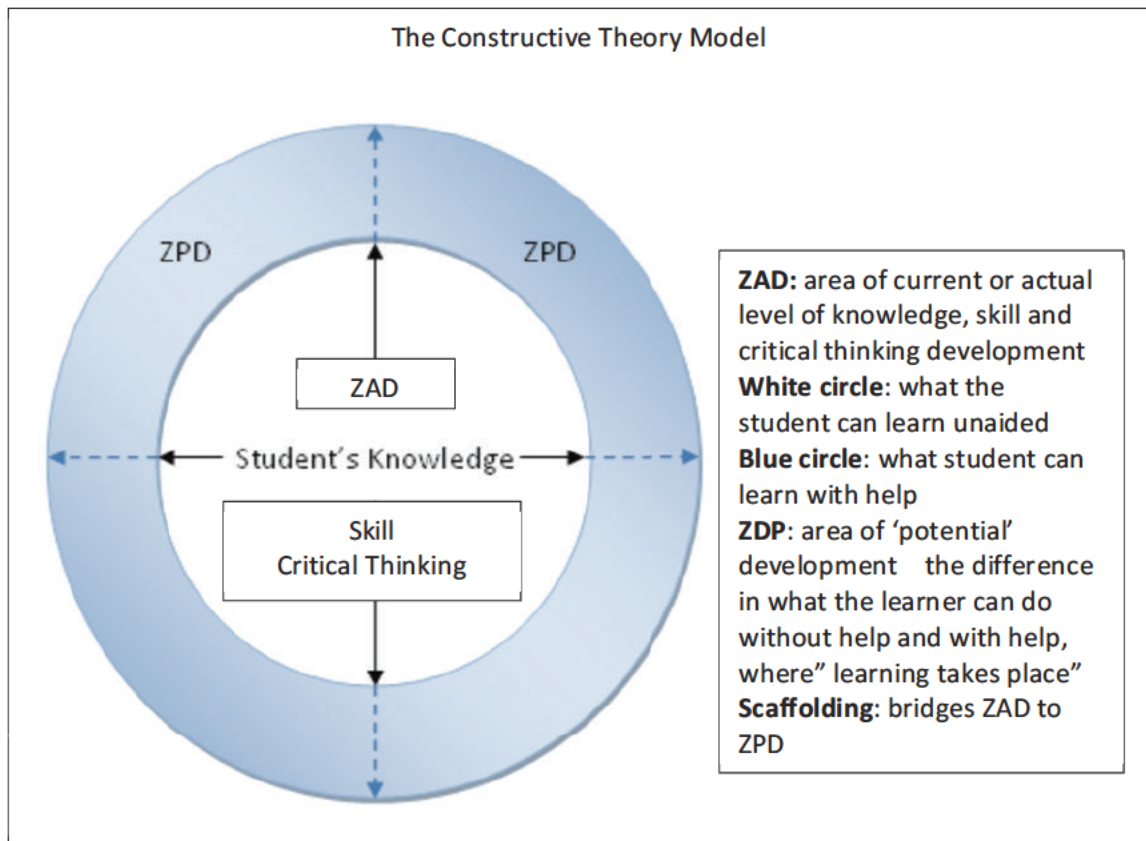 The Constructive Theory Model
ZPD
ZPD
ZAD
Student's Knowledge
Skill
Critical Thinking
ZAD: area of current or actual
level of knowledge, skill and
critical thinking development
White circle: what the
student can learn unaided
Blue circle: what student can
learn with help
ZDP: area of ‘potential’
development the difference
in what the learner can do
without help and with help,
where” learning takes place”
Scaffolding: bridges ZAD to
ZPD